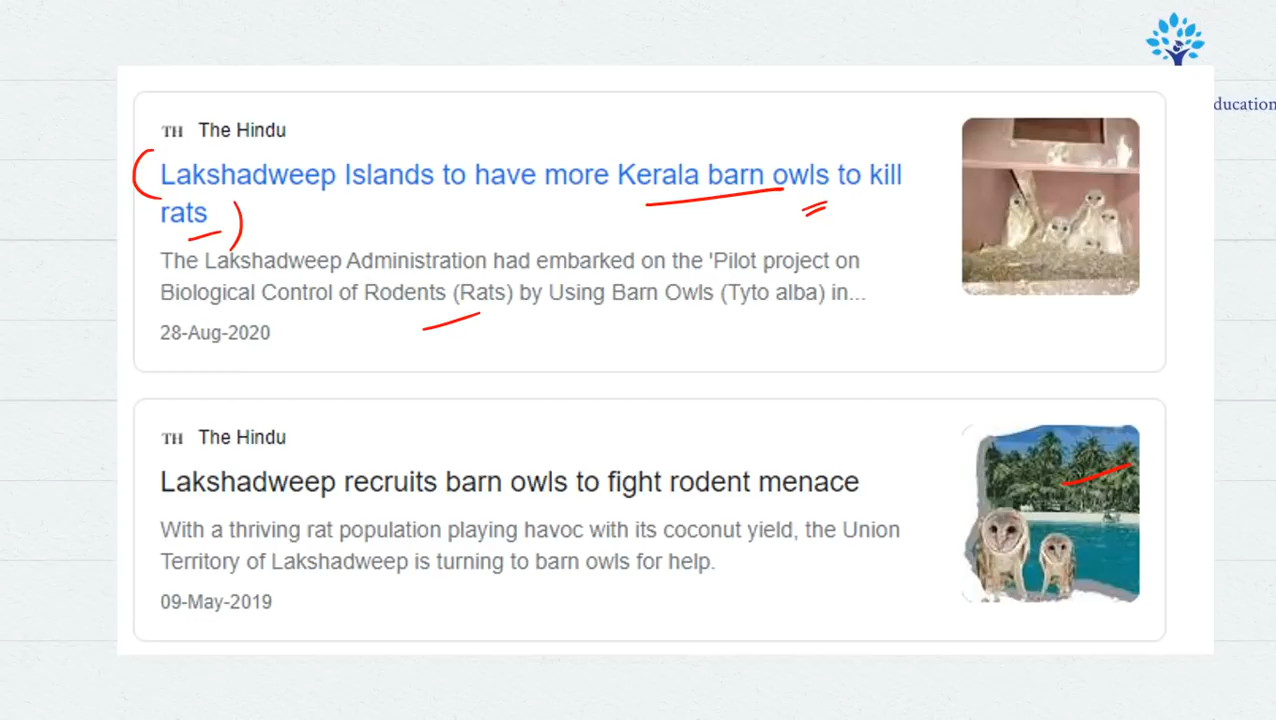 ducation
TH The Hindu
Lakshadweep Islands to have more Kerala barn owls to kill
rats
The Lakshadweep Administration had embarked on the 'Pilot project on
Biological Control of Rodents (Rats) by Using Barn Owls (Tyto alba) in...
28-Aug-2020
TH The Hindu
Lakshadweep recruits barn owls to fight rodent menace
With a thriving rat population playing havoc with its coconut yield, the Union
Territory of Lakshadweep is turning to barn owls for help.
09-May-2019